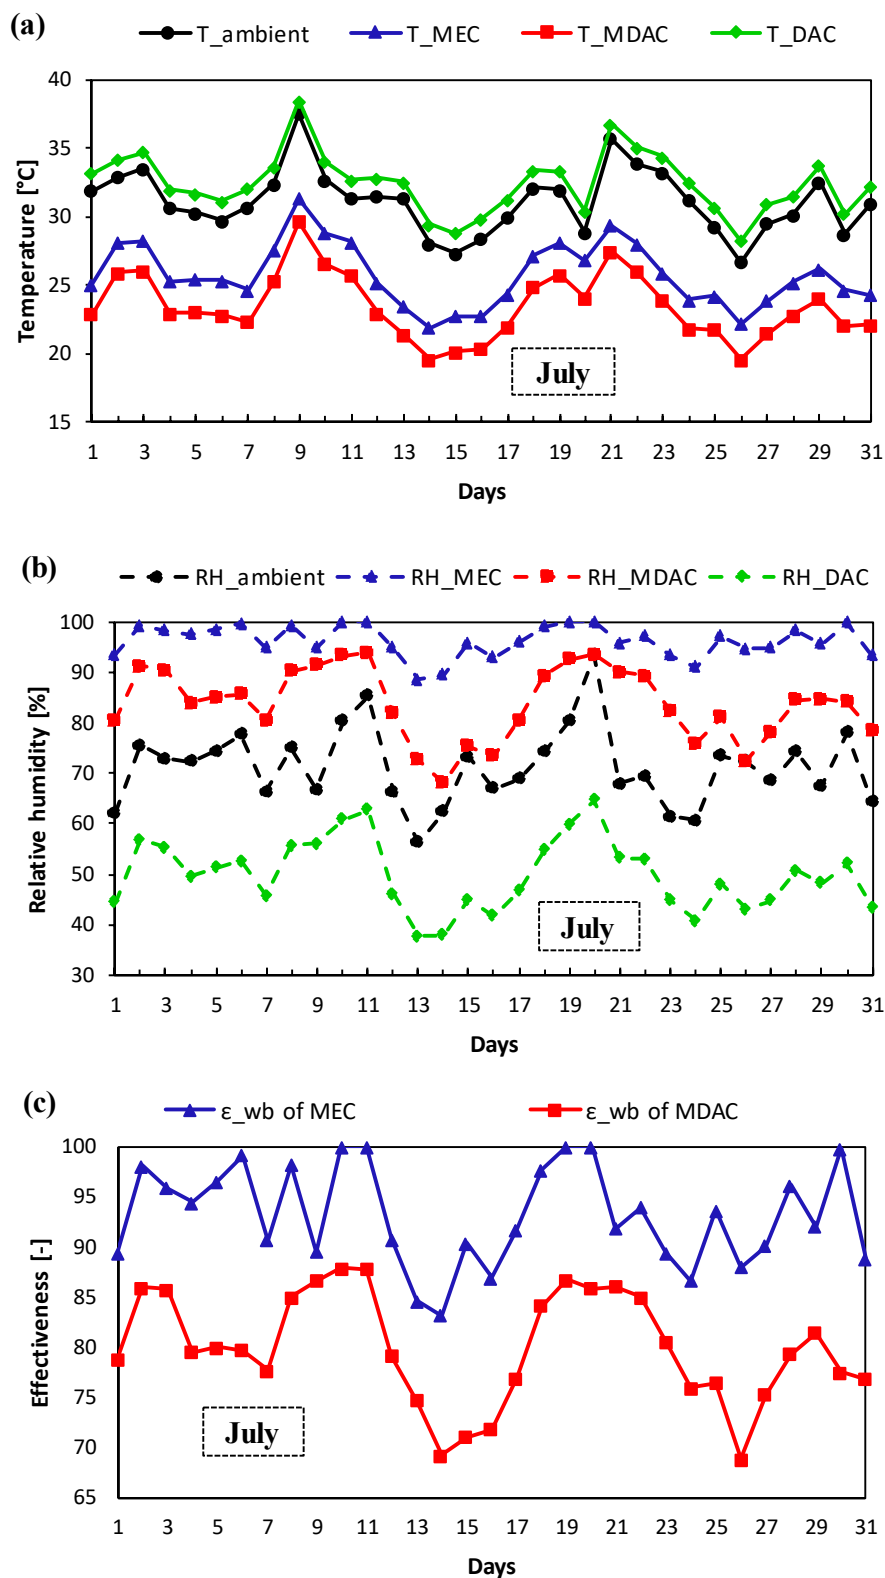 (a)
T_ambient T_MEC T_MDAC T_DAC
Temperature [°C]
40
35
30
25
20
15
July
1 3 5 7 9 11 13 15 17 19 21 23 25 27 29 31
Days
(b)
RH_ambient RH_MEC RH_MDAC RH_DAC
Relative humidity [%]
100
90
80
70
60
50
40
30
July
1 3 5 7 9 11 13 15 17 19 21 23 25 27 29 31
Days
(c)
ε_wb of MEC ε_wb of MDAC
Effectiveness [-]
100
95
90
85
80
75
70
65
July
1 3 5 7 9 11 13 15 17 19 21 23 25 27 29 31
Days